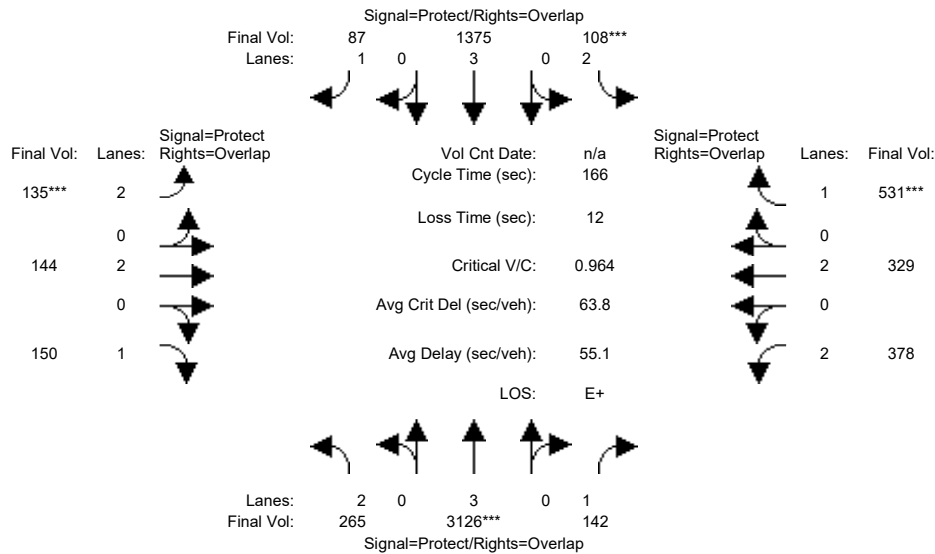 Signal=Protect/Rights=Overlap
Final Vol: 87 1375 108***
Lanes: 1 0 3 0 2
Signal=Protect Signal=Protect
Final Vol: Lanes: Rights=Overlap Vol Cnt Date: n/a Rights=Overlap Lanes: Final Vol:
Cycle Time (sec): 166
135*** 2 1 531***
Loss Time (sec): 12
0 0
144 2 Critical V/C: 0.964 2 329
0 Avg Crit Del (sec/veh): 63.8 0
150 1 Avg Delay (sec/veh): 55.1 2 378
LOS: E+
Lanes: 2 0 3 0 1
Final Vol: 265 3126*** 142
Signal=Protect/Rights=Overlap